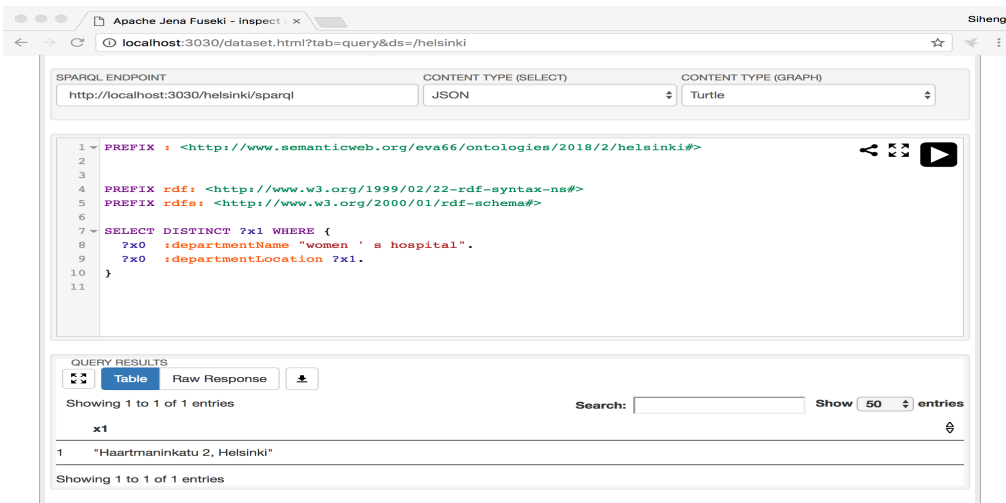 Apache Jena Fuseki - inspect
Siheng
localhost:3030/dataset.html?tab=query&ds=/helsinki
SPARQL ENDPOINT CONTENT TYPE (SELECT) CONTENT TYPE (GRAPH)
http://localhost:3030/helsinki/sparql JSON Turtle
1 PREFIX : <http://www.semanticweb.org/eva66/ontologies/2018/2/helsinki#>
2
3
4 PREFIX rdf: <http://www.w3.org/1999/02/22-rdf-syntax-ns#>
5 PREFIX rdfs: <http://www.w3.org/2000/01/rdf-schema#>
6
7 SELECT DISTINCT ?x1 WHERE {
8 ?x0 :departmentName "women ' s hospital".
9 ?x0 :departmentLocation ?x1.
10 }
11
QUERY RESULTS
Table Raw Response
Showing 1 to 1 of 1 entries Search: Show 50 entries
x1
1 "Haartmaninkatu 2, Helsinki"
Showing 1 to 1 of 1 entries